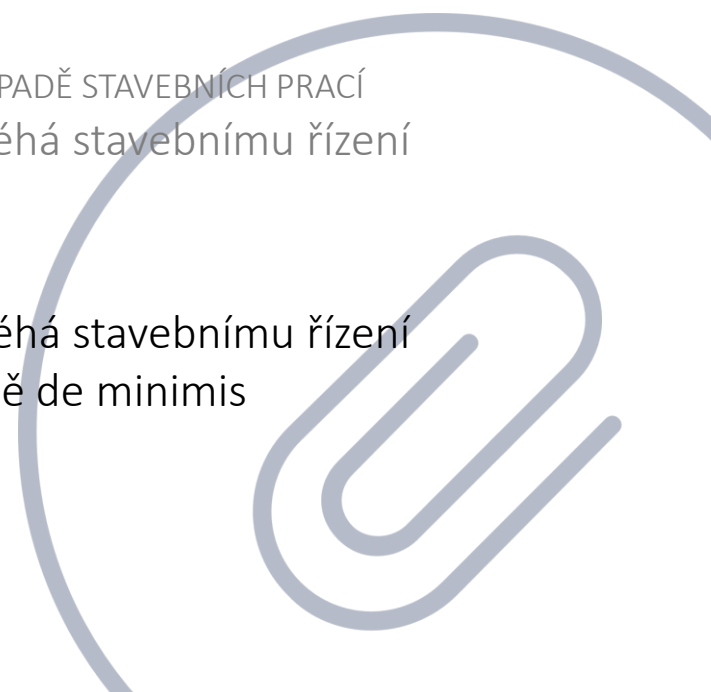 PADĚ STAVEBNÍCH PRACÍ
éhá stavebnímu řízení
éhá stavebnímu řízení
ě de minimis